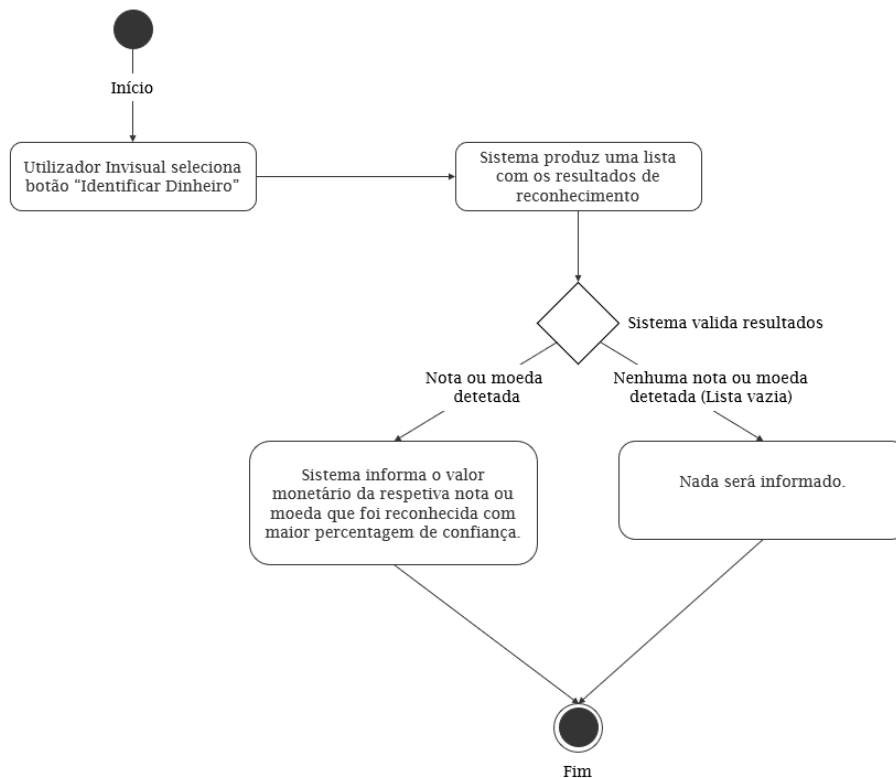 Início
Utilizador Invisual seleciona
botão “Identificar Dinheiro”
Sistema produz uma lista
com os resultados de
reconhecimento
Sistema valida resultados
Nota ou moeda
detetada
Nenhuma nota ou moeda
detetada (Lista vazia)
Sistema informa o valor
monetário da respetiva nota ou
moeda que foi reconhecida com
maior percentagem de confiança.
Nada será informado.
Fim